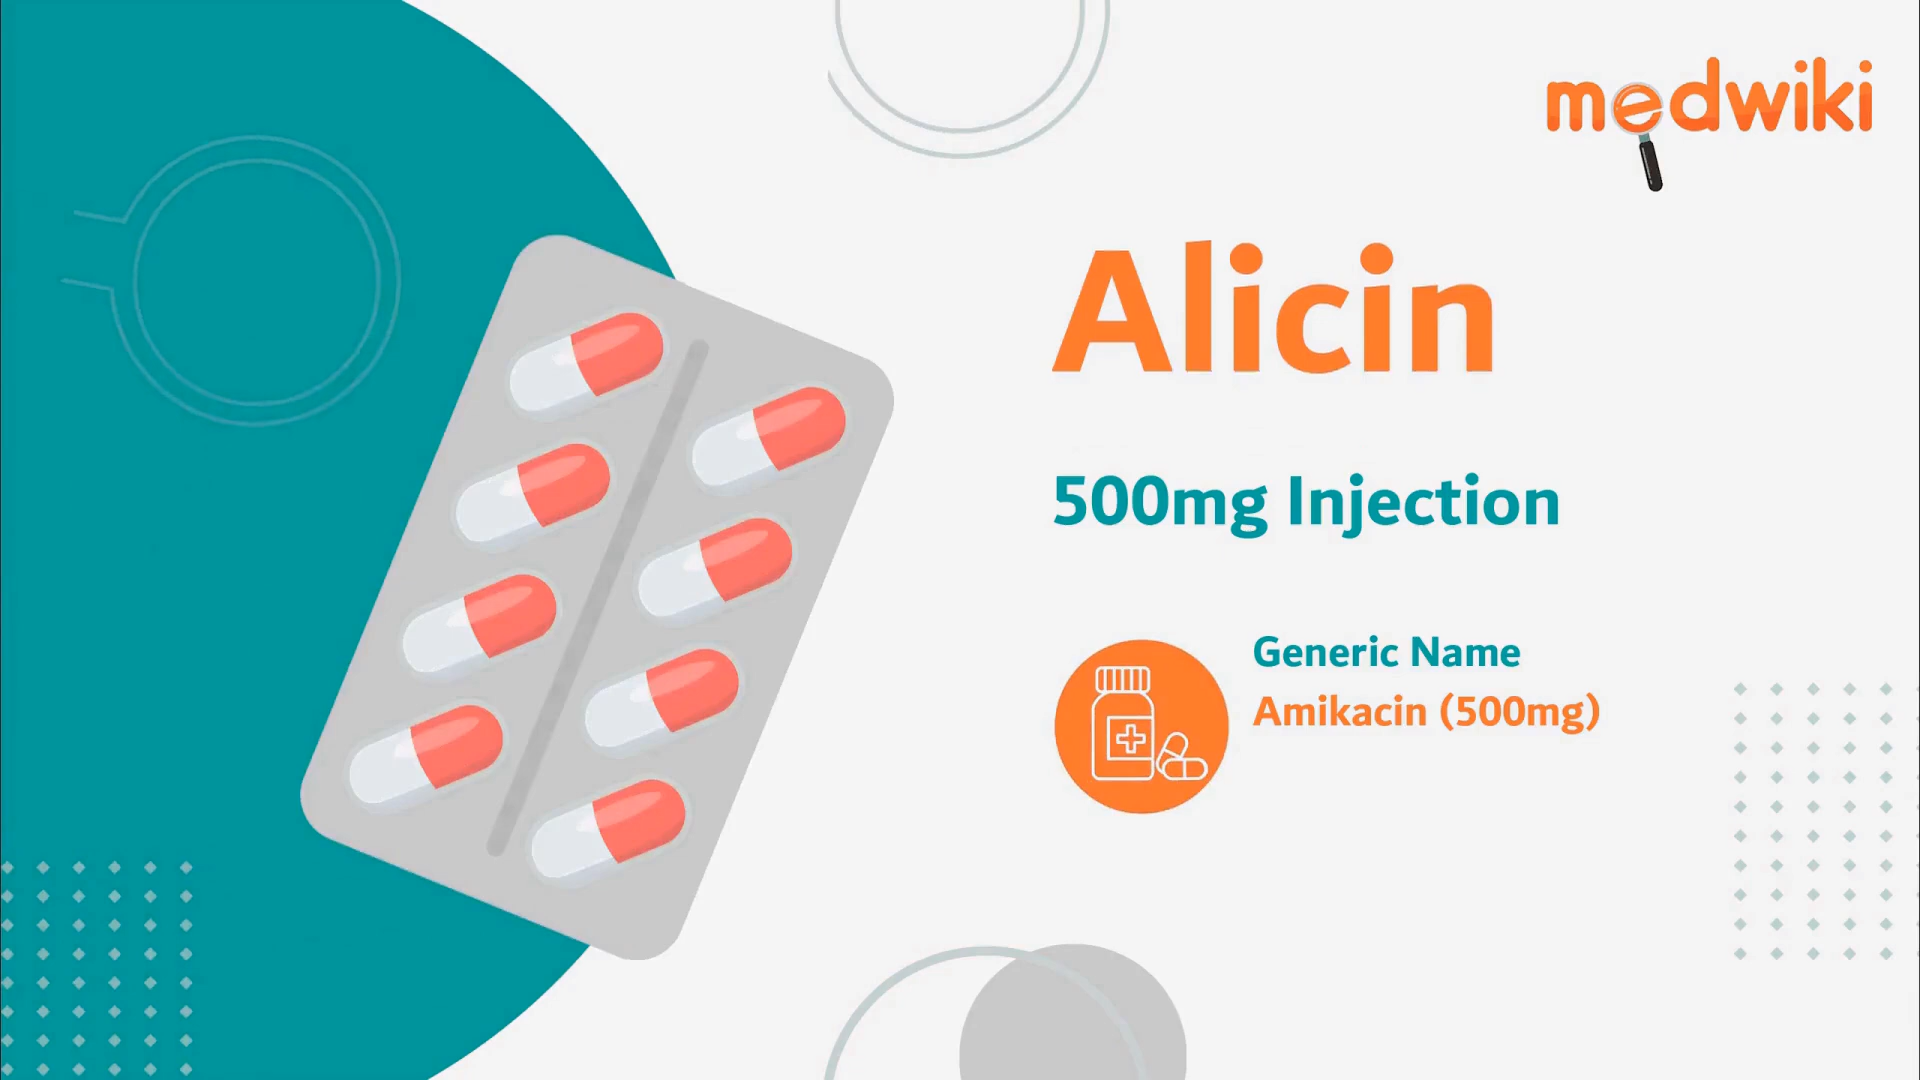 medwiki
Alicin
500mg Injection
Generic Name
Amikacin (500mg)